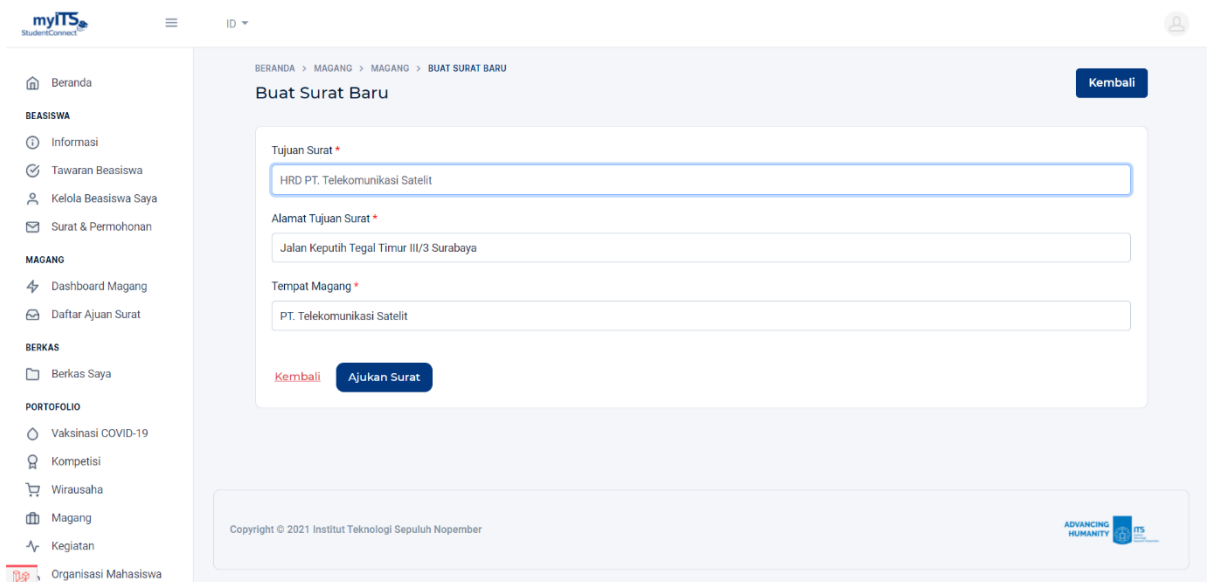 myITS
StudentConnect
ID
Beranda
BEASISWA
Informasi
Tawaran Beasiswa
Kelola Beasiswa Saya
Surat & Permohonan
MAGANG
Dashboard Magang
Daftar Ajuan Surat
BERKAS
Berkas Saya
PORTOFOLIO
Vaksinasi COVID-19
Kompetisi
Wirausaha
Magang
Kegiatan
Organisasi Mahasiswa
BERANDA > MAGANG > MAGANG > BUAT SURAT BARU
Buat Surat Baru
Kembali
Tujuan Surat *
HRD PT. Telekomunikasi Satelit
Alamat Tujuan Surat *
Jalan Keputih Tegal Timur III/3 Surabaya
Tempat Magang *
PT. Telekomunikasi Satelit
Kembali
Ajukan Surat
Copyright © 2021 Institut Teknologi Sepuluh Nopember
ADVANCING
HUMANITY
ITS